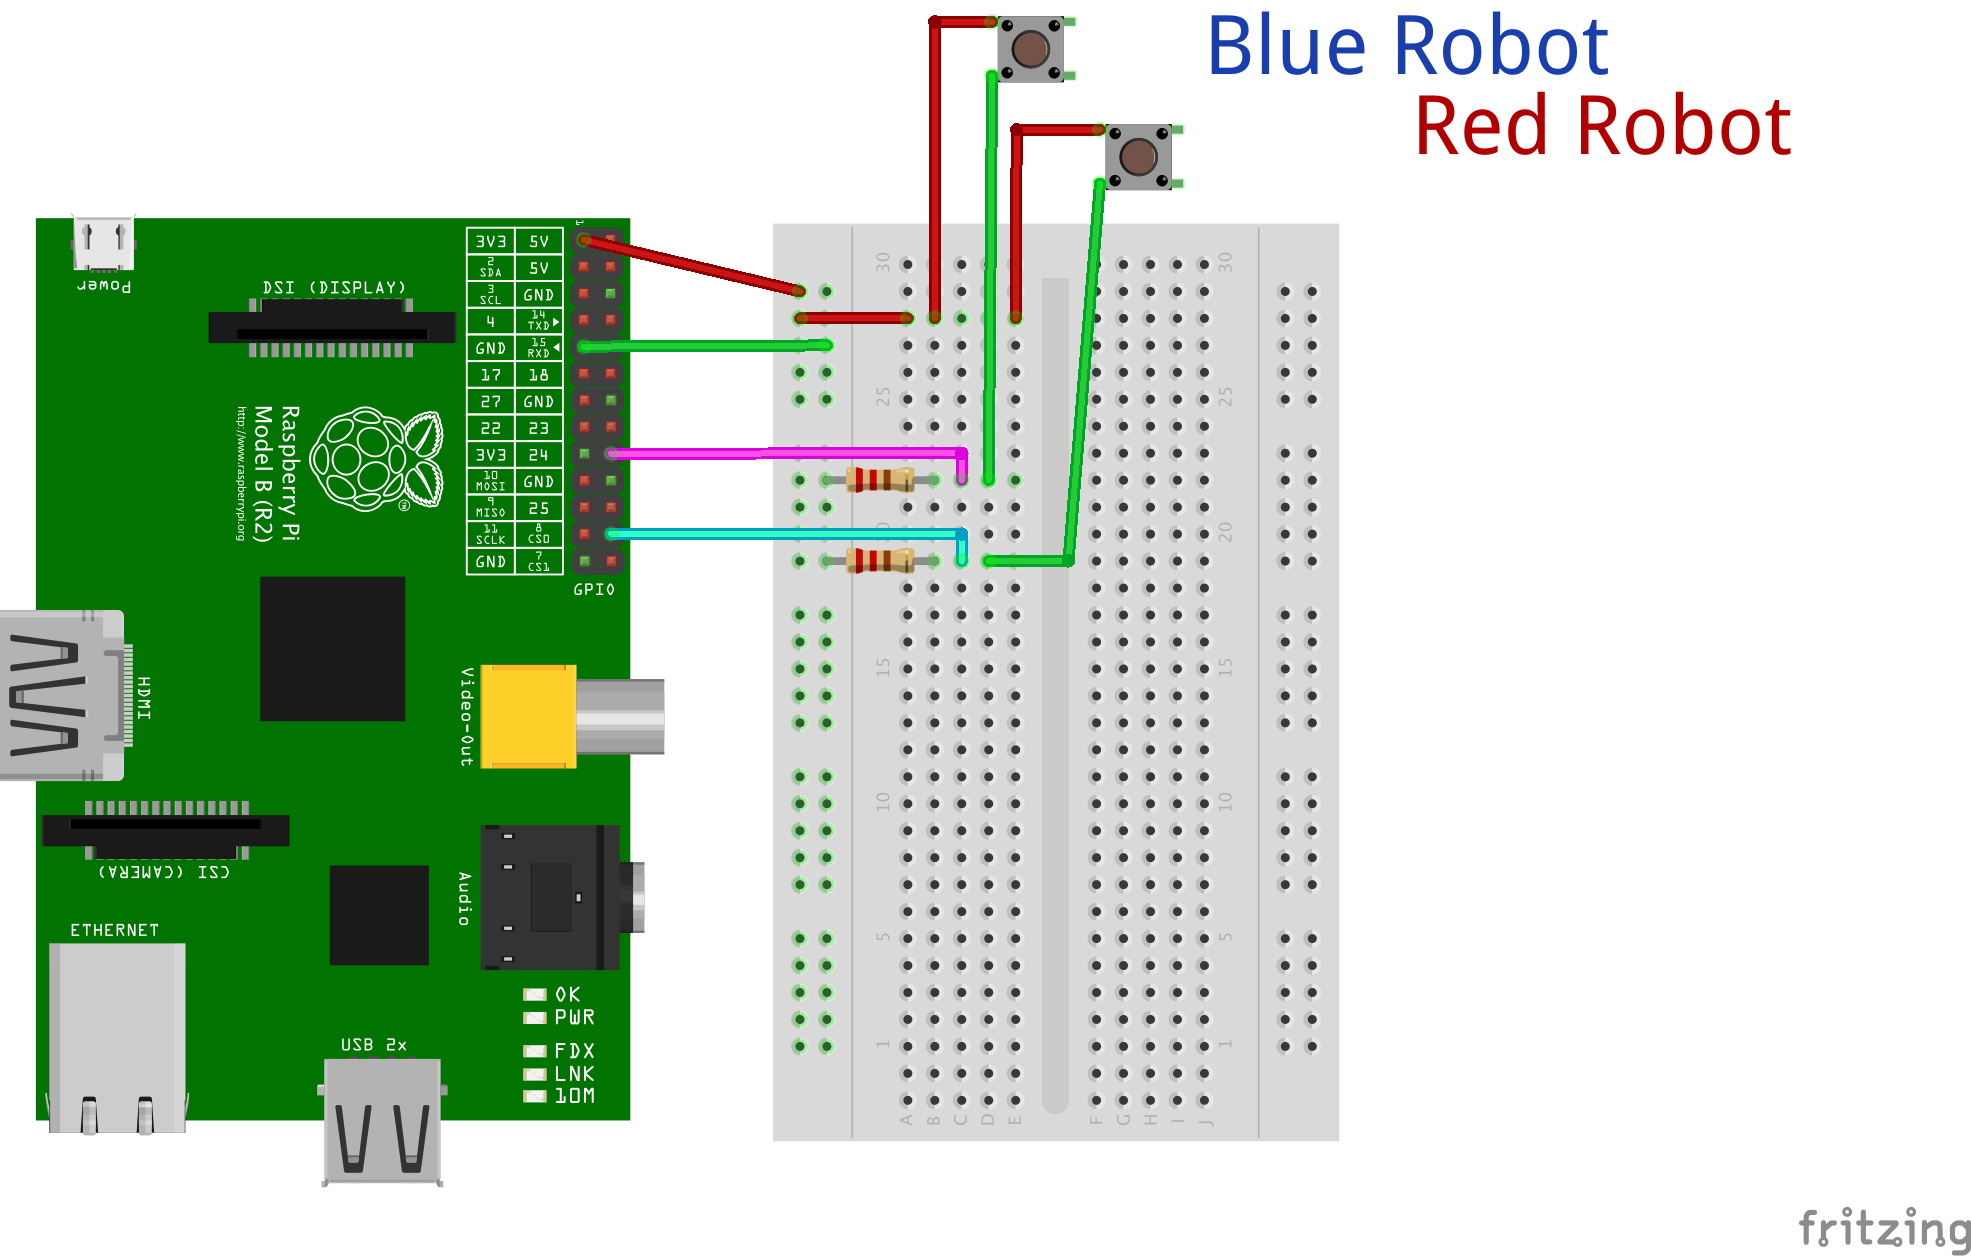 Blue Robot
Red Robot
Power
DSI (DISPLAY)
1
3V3 5V
2 SDA 5V
3 SCL GND
4 14 TXD
GND 15 RXD
17 18
27 GND
22 23
3V3 24
10 MOSI GND
9 MISO 25
11 SCLK 8 CS0
GND 7 CS1
GPIO
Raspberry Pi
Model B (R2)
http://www.raspberrypi.org
HDMI
Video-Out
CSI (CAMERA)
Audio
ETHERNET
OK
PWR
FDX
LNK
10M
USB 2x
30 30
25 25
20 20
15 15
10 10
5 5
1 1
A B C D E F G H I J
fritzing